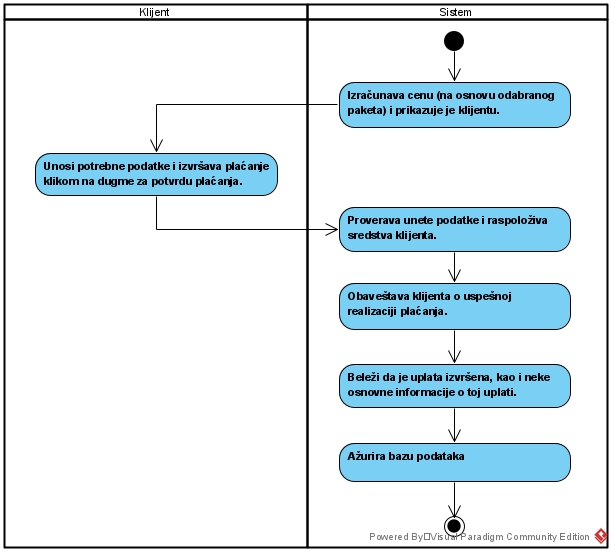 Klijent
Sistem
Izračunava cenu (na osnovu odabranog
paketa) i prikazuje je klijentu.
Unosi potrebne podatke i izvršava plaćanje
klikom na dugme za potvrdu plaćanja.
Proverava unete podatke i raspoloživa
sredstva klijenta.
Obaveštava klijenta o uspešnoj
realizaciji plaćanja.
Beleži da je uplata izvršena, kao i neke
osnovne informacije o toj uplati.
Ažurira bazu podataka
Powered By Visual Paradigm Community Edition